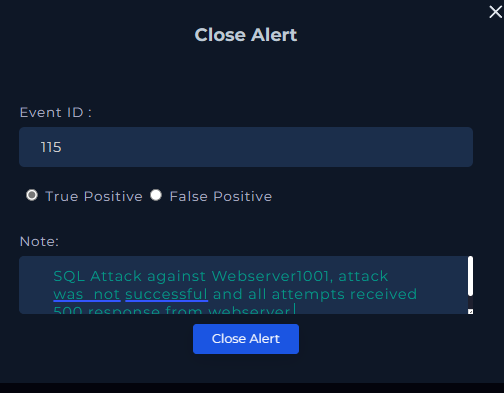 Close Alert
Event ID :
115
True Positive False Positive
Note:
SQL Attack against Webserver1001, attack
was not successful and all attempts received
500 response from webserver
Close Alert